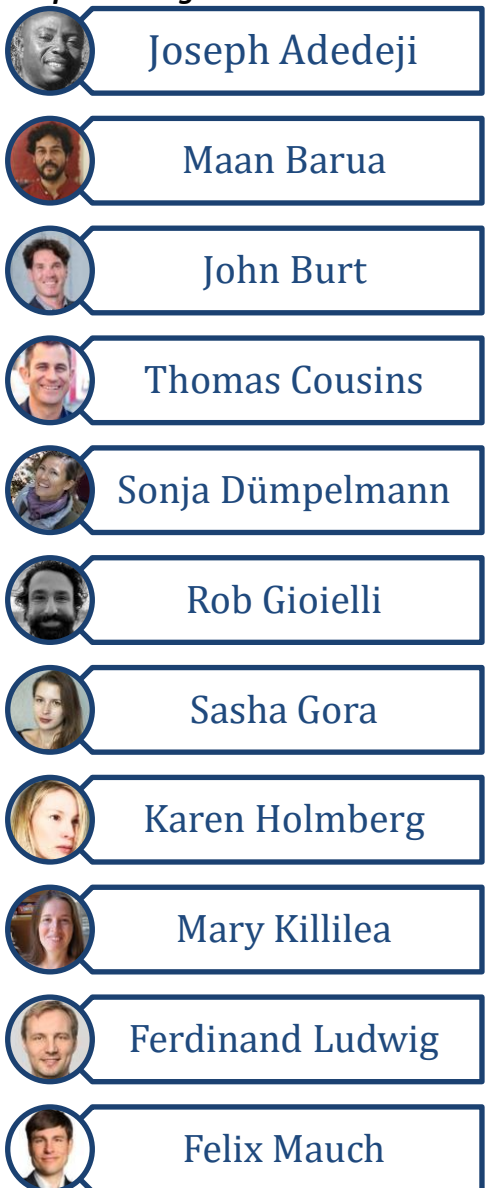 Joseph Adedeji
Maan Barua
John Burt
Thomas Cousins
Sonja Dümpelmann
Rob Gioielli
Sasha Gora
Karen Holmberg
Mary Killilea
Ferdinand Ludwig
Felix Mauch